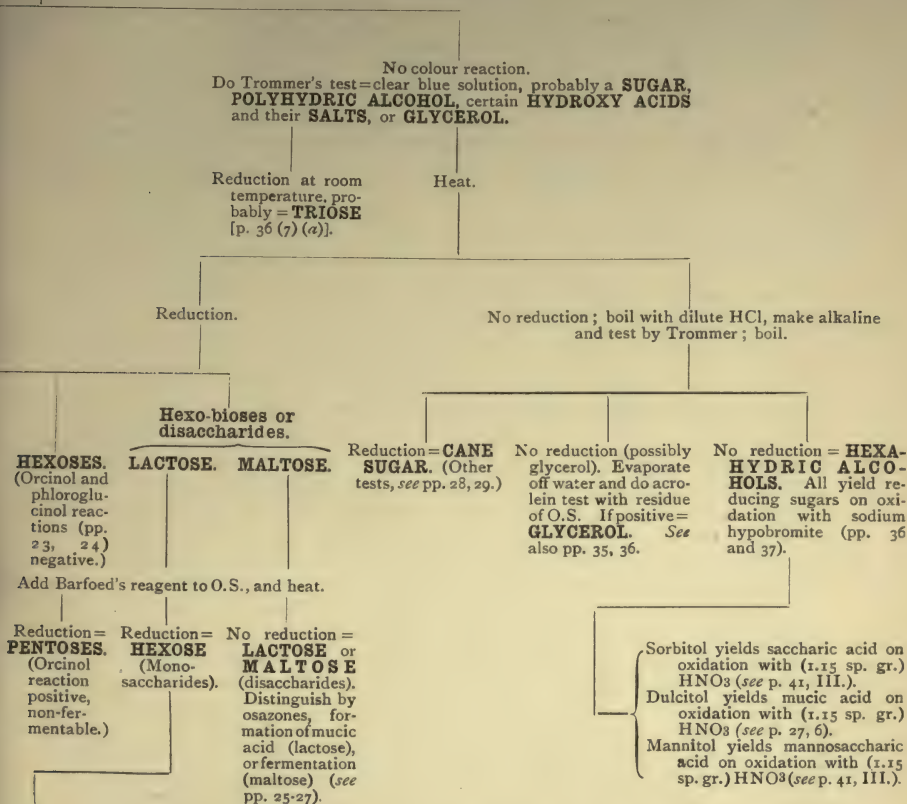 No colour reaction.
Do Trommer's test=clear blue solution, probably a SUGAR,
POLYHYDRIC ALCOHOL, certain HYDROXY ACIDS
and their SALTS, or GLYCEROL.
Reduction at room
temperature, pro-
bably = TRIOSE
[p. 36 (7) (a)].
Heat.
Reduction.
No reduction; boil with dilute HCl, make alkaline
and test by Trommer; boil.
Hexo-bioses or
disaccharides.
HEXOSES.
(Orcinol and
phloroglu-
cinol reac-
tions (pp.
23, 24)
negative.)
LACTOSE.
MALTOSE.
Reduction=CANE
SUGAR. (Other
tests, see pp. 28, 29.)
No reduction (possibly
glycerol). Evaporate
off water and do acro-
lein test with residue
of O.S. If positive=
GLYCEROL. See
also pp. 35, 36.
No reduction = HEXA-
HYDRIC ALCO-
HOLS. All yield re-
ducing sugars on oxi-
dation with sodium
hypobromite (pp. 36
and 37).
Add Barfoed's reagent to O.S., and heat.
Reduction=
PENTOSES.
(Orcinol
reaction
positive,
non-fer-
mentable.)
Reduction=
HEXOSE
(Mono-
saccharides).
No reduction =
LACTOSE or
MALTOSE
(disaccharides).
Distinguish by
osazones, for-
mation of mucic
acid (lactose),
or fermentation
(maltose) (see
pp. 25-27).
Sorbitol yields saccharic acid on
oxidation with (1.15 sp. gr.)
HNO3 (see p. 41, III.).
Dulcitol yields mucic acid on
oxidation with (1.15 sp. gr.)
HNO3 (see p. 27, 6).
Mannitol yields mannosaccharic
acid on oxidation with (1.15
sp. gr.) HNO3 (see p. 41, III.).